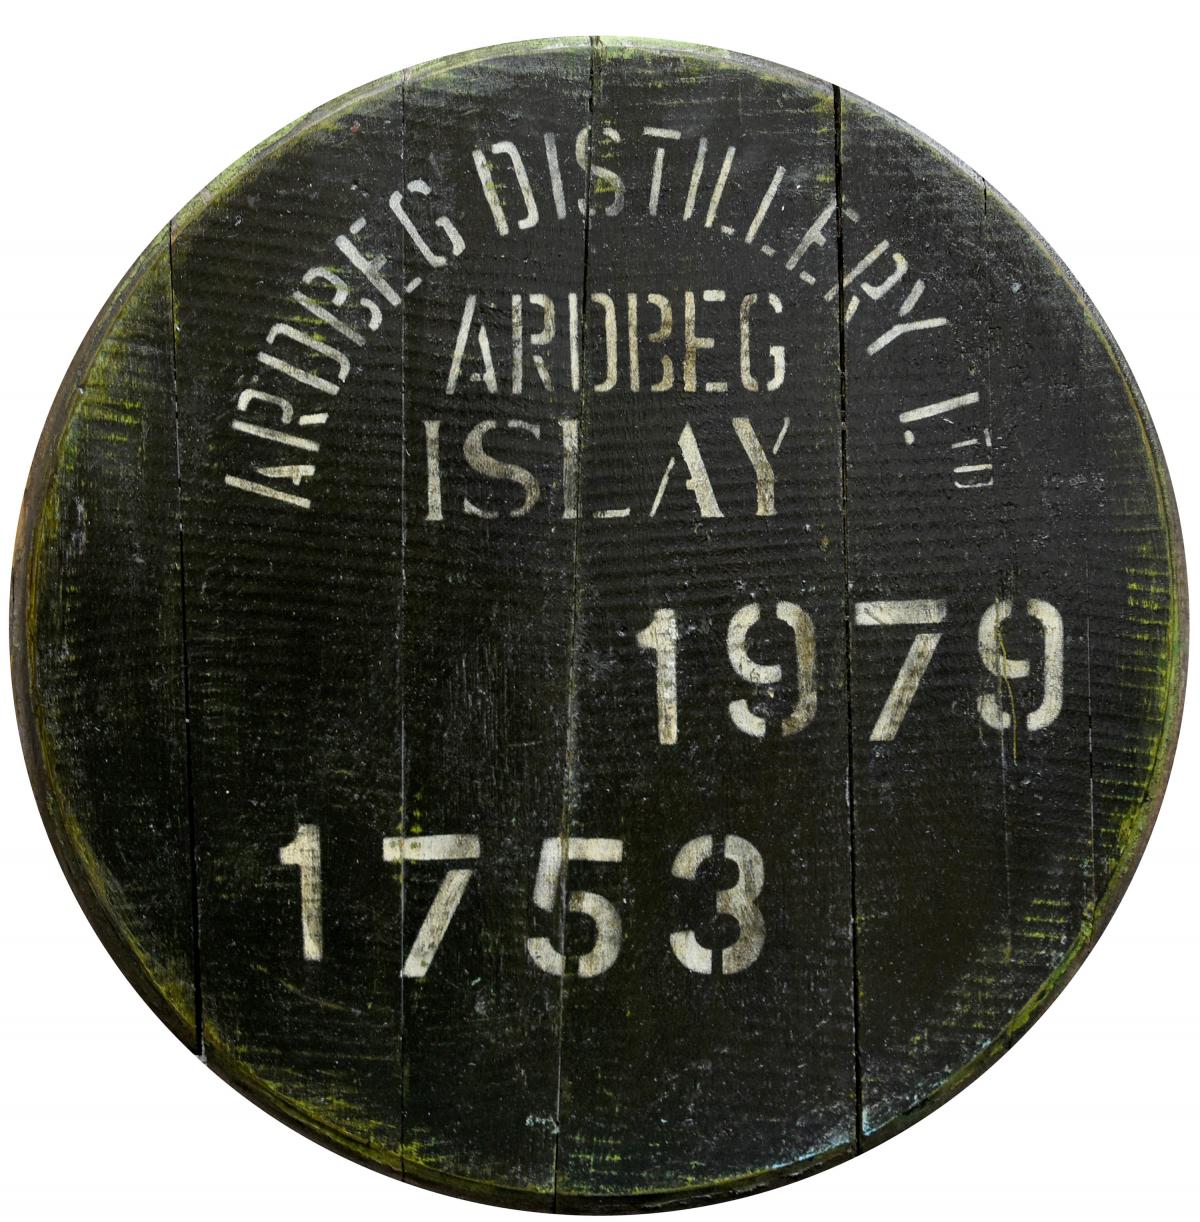 ARDBEG DISTILLERY LTD
ARDBEG
ISLAY
1979
1753